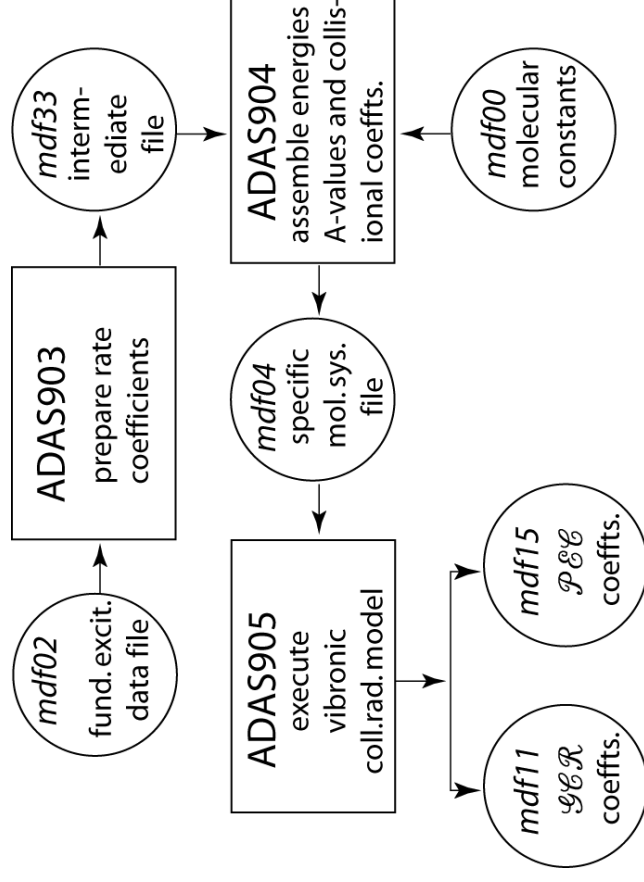 mdf02
fund. excit.
data file
ADAS903
prepare rate
coefficients
mdf33
interm-
ediate
file
ADAS905
execute
vibronic
coll.rad. model
mdf04
specific
mol. sys.
file
ADAS904
assemble energies
A-values and collis-
ional coeffts.
mdf11
𝒢𝒞ℛ
coeffts.
mdf15
𝒫ℰ𝒞
coeffts.
mdf00
molecular
constants